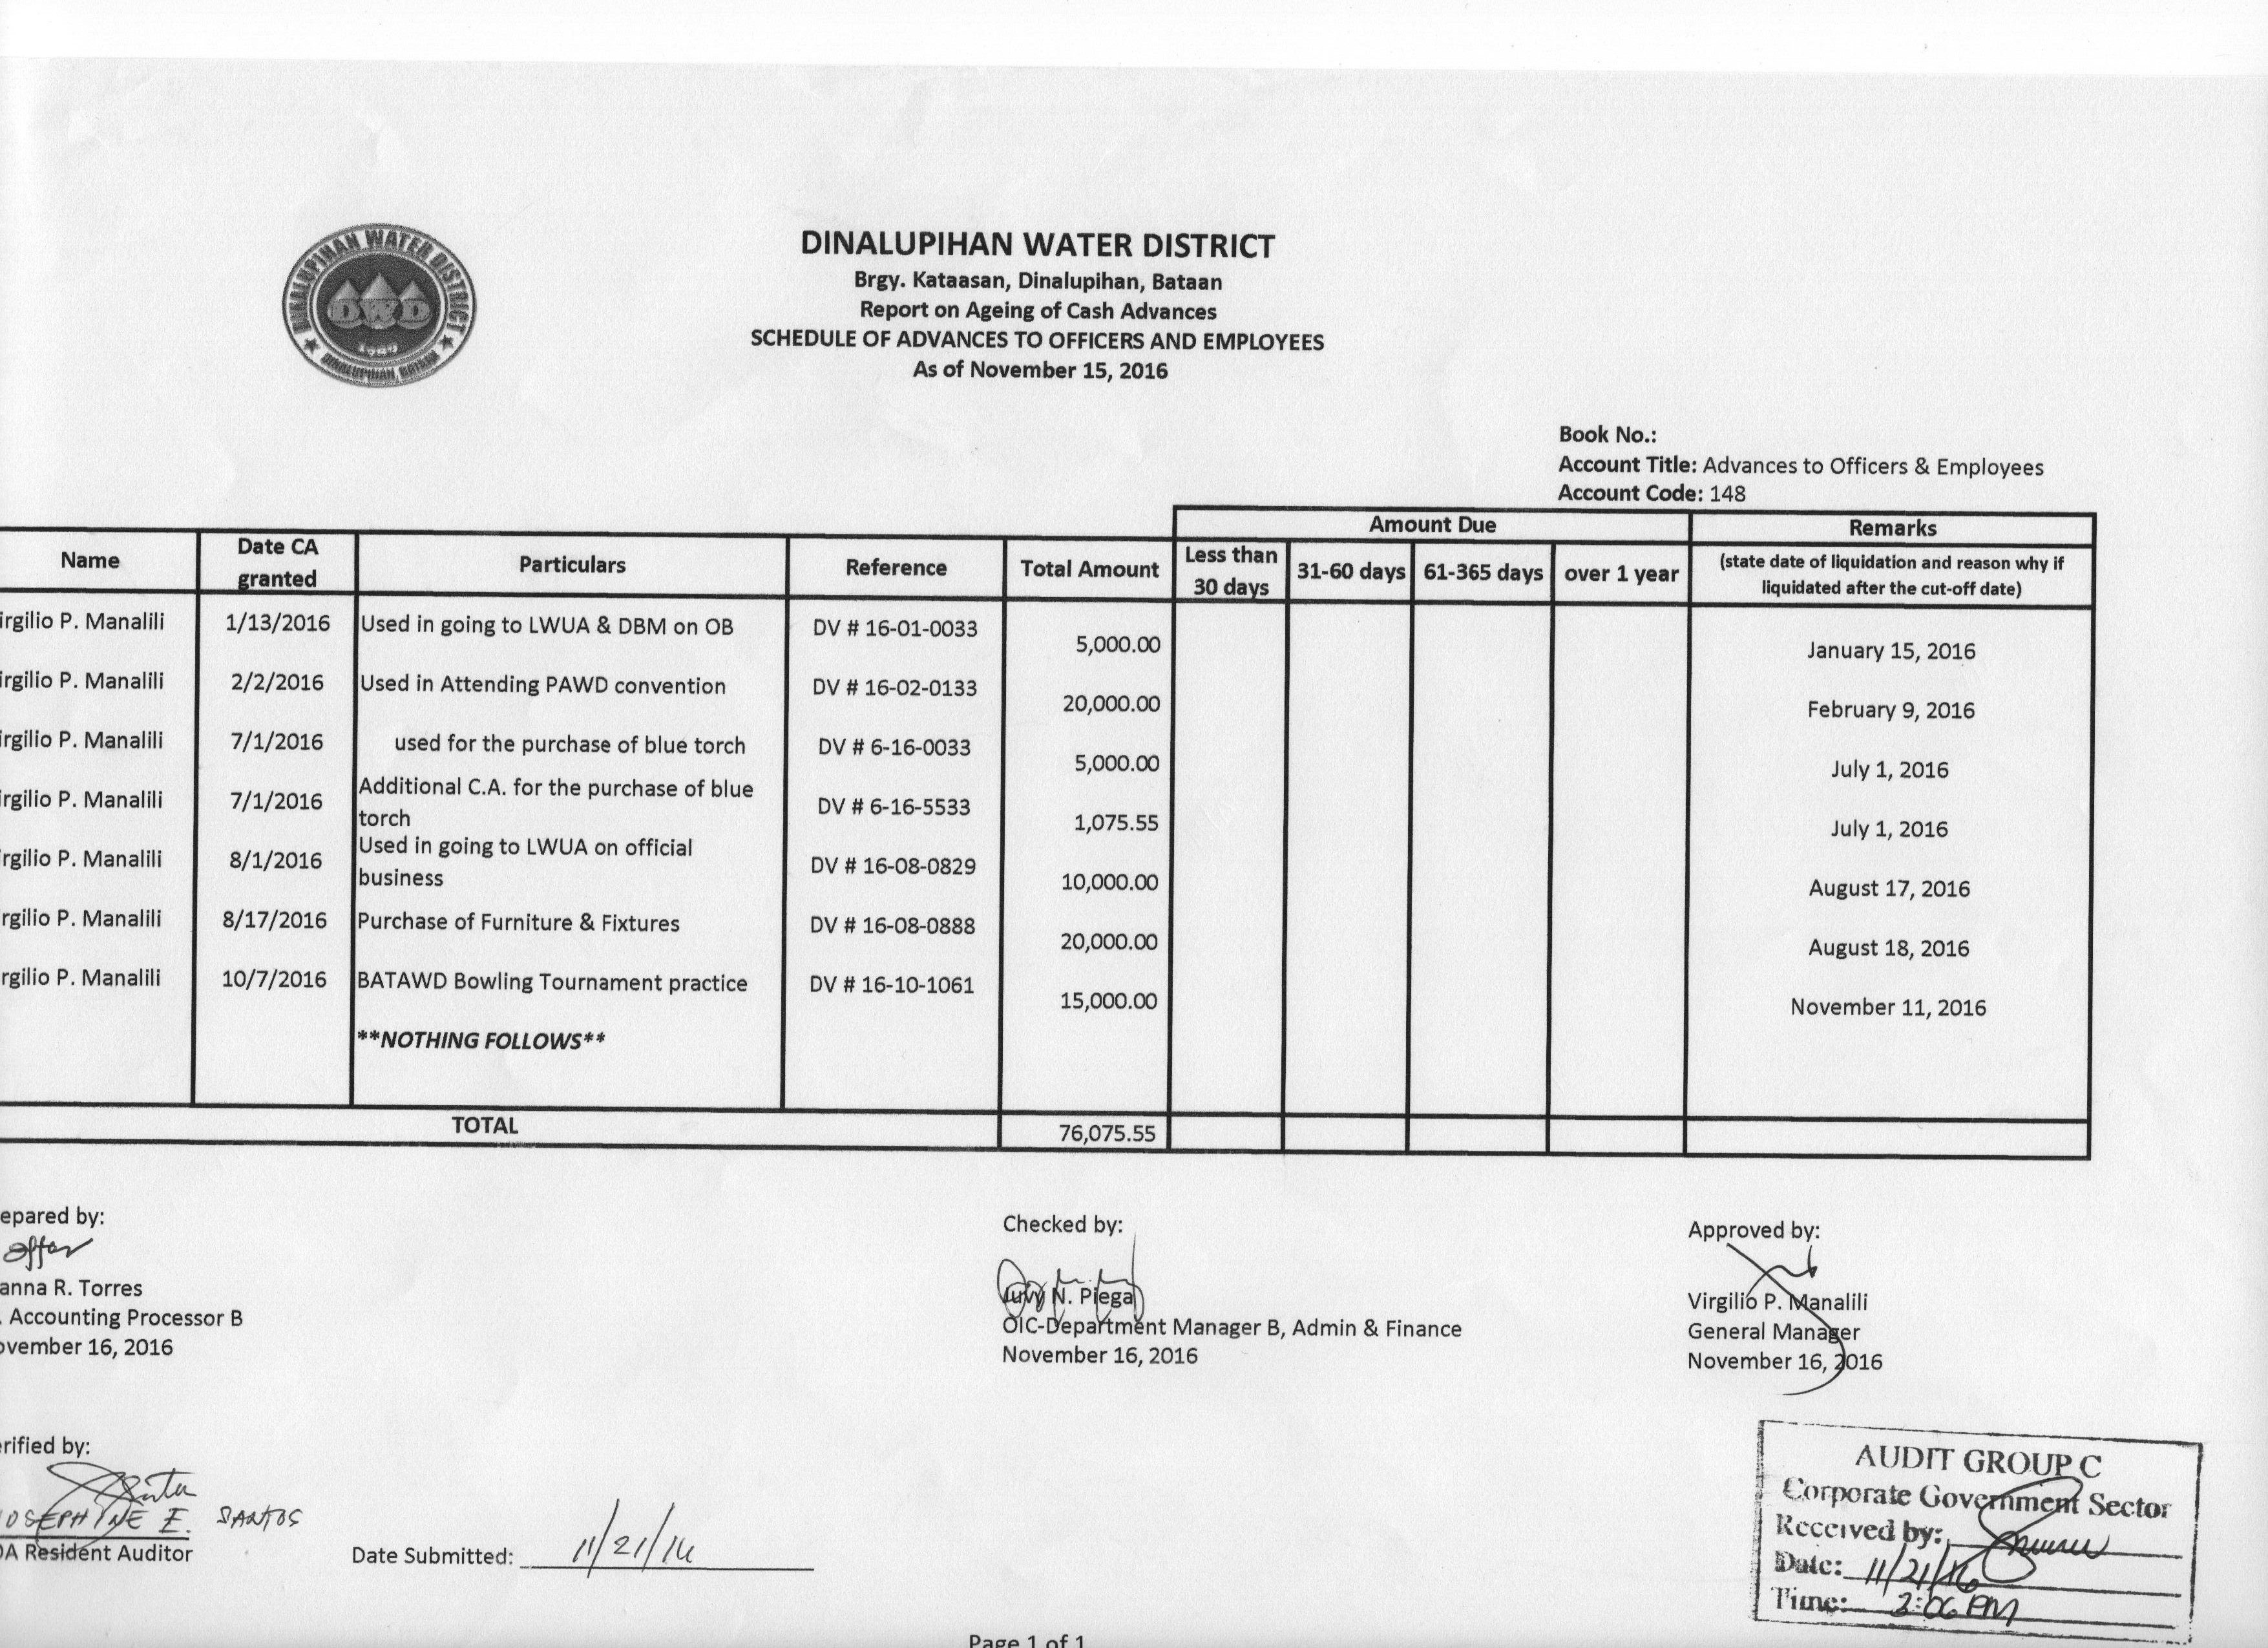 DINALUPIHAN WATER DISTRICT
DWD
DINALUPIHAN WATER DISTRICT
Brgy. Kataasan, Dinalupihan, Bataan
Report on Ageing of Cash Advances
SCHEDULE OF ADVANCES TO OFFICERS AND EMPLOYEES
As of November 15, 2016
Book No.:
Account Title: Advances to Officers & Employees
Account Code: 148
Name Date CA granted Particulars Reference Total Amount Amount Due Less than 30 days 31-60 days 61-365 days over 1 year Remarks (state date of liquidation and reason why if liquidated after the cut-off date)
irgilio P. Manalili 1/13/2016 Used in going to LWUA & DBM on OB DV # 16-01-0033 5,000.00 January 15, 2016
irgilio P. Manalili 2/2/2016 Used in Attending PAWD convention DV # 16-02-0133 20,000.00 February 9, 2016
irgilio P. Manalili 7/1/2016 used for the purchase of blue torch DV # 6-16-0033 5,000.00 July 1, 2016
irgilio P. Manalili 7/1/2016 Additional C.A. for the purchase of blue torch DV # 6-16-5533 1,075.55 July 1, 2016
rgilio P. Manalili 8/1/2016 Used in going to LWUA on official business DV # 16-08-0829 10,000.00 August 17, 2016
rgilio P. Manalili 8/17/2016 Purchase of Furniture & Fixtures DV # 16-08-0888 20,000.00 August 18, 2016
rgilio P. Manalili 10/7/2016 BATAWD Bowling Tournament practice DV # 16-10-1061 15,000.00 November 11, 2016
**NOTHING FOLLOWS**
TOTAL 76,075.55
epared by: Checked by: Approved by:
anna R. Torres Juvy N. Piega Virgilio P. Manalili
. Accounting Processor B OIC-Department Manager B, Admin & Finance General Manager
ovember 16, 2016 November 16, 2016 November 16, 2016
erified by:
JOSEPHINE E. SANTOS
OA Resident Auditor Date Submitted: 11/21/16
AUDIT GROUP C
Corporate Government Sector
Received by:
Date: 11/21/16
Time: 2:06 PM
Page 1 of 1